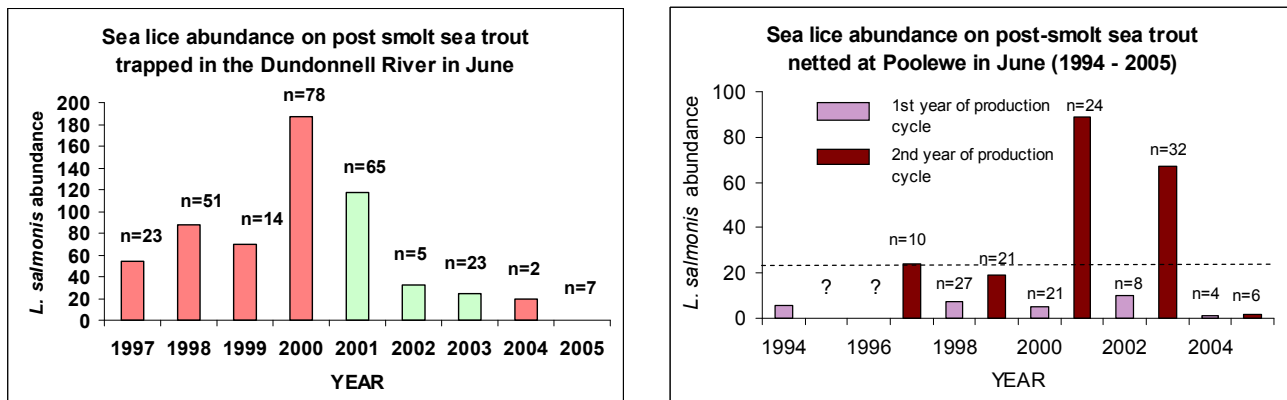 Sea lice abundance on post smolt sea trout
trapped in the Dundonnell River in June
L. salmonis abundance
200
180
160
140
120
100
80
60
40
20
0
n=23
n=51
n=14
n=78
n=65
n=5
n=23
n=2
n=7
1997 1998 1999 2000 2001 2002 2003 2004 2005
YEAR
Sea lice abundance on post-smolt sea trout
netted at Poolewe in June (1994 - 2005)
L. salmonis abundance
100
80
60
40
20
0
1st year of production
cycle
2nd year of production
cycle
?
?
n=10
n=27
n=21
n=21
n=24
n=8
n=32
n=4
n=6
1994 1996 1998 2000 2002 2004
YEAR